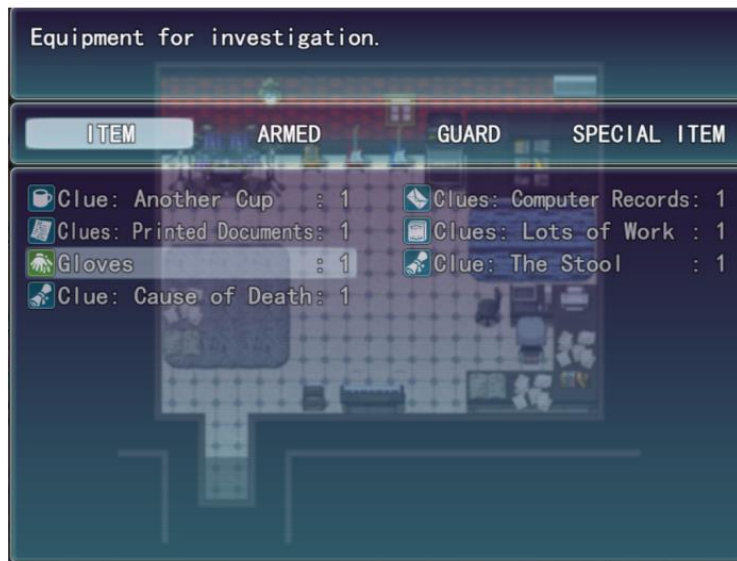 Equipment for investigation.
ITEM ARMED GUARD SPECIAL ITEM
Clue: Another Cup : 1 Clues: Computer Records: 1
Clues: Printed Documents: 1 Clues: Lots of Work : 1
Gloves : 1 Clue: The Stool : 1
Clue: Cause of Death: 1